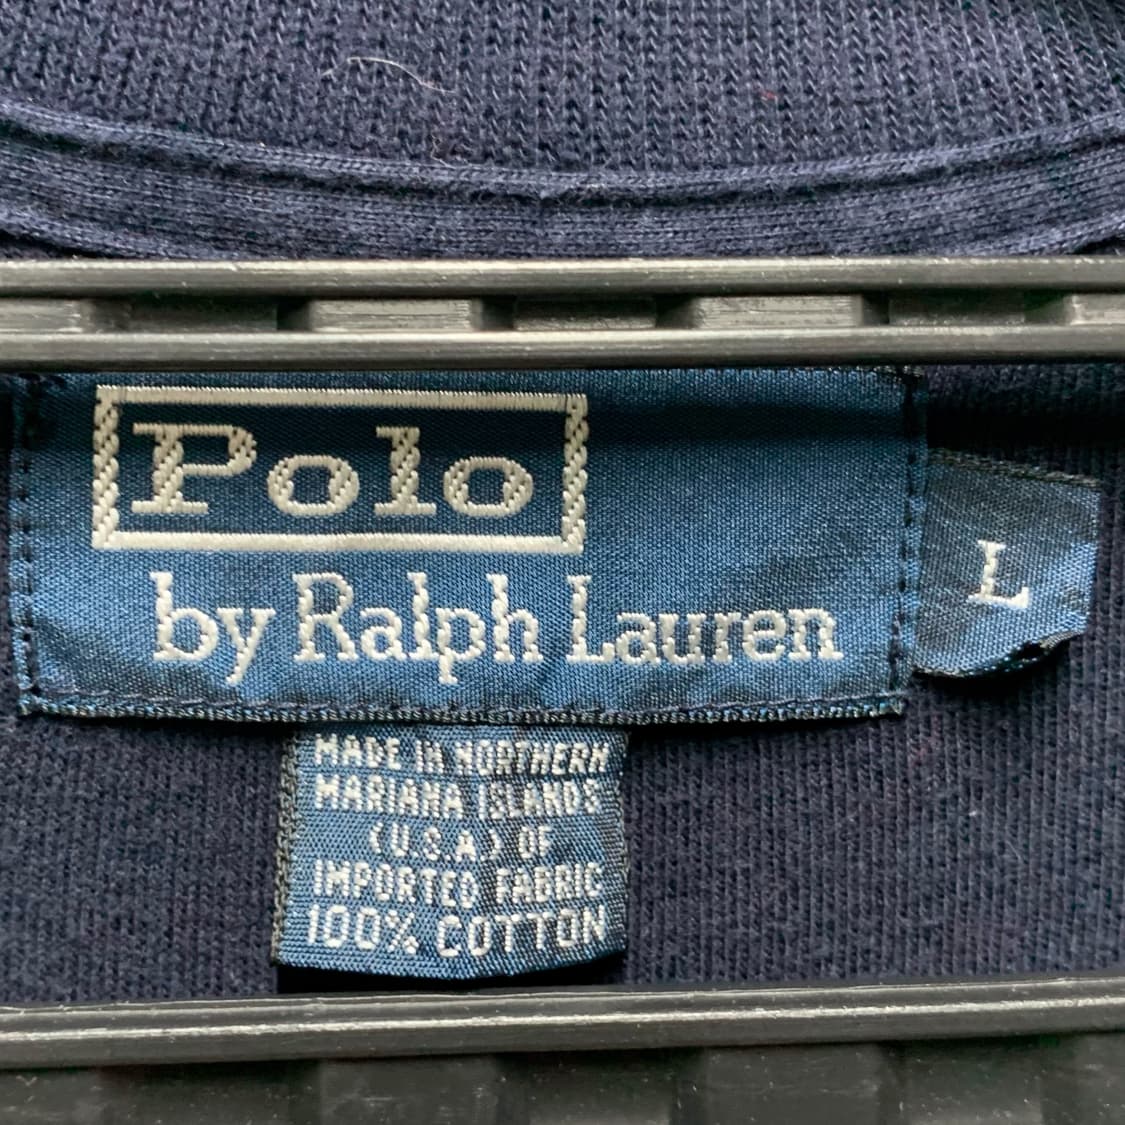 Polo
by Ralph Lauren
L
MADE IN NORTHERN
MARIANA ISLANDS
(U.S.A.) OF
IMPORTED FABRIC
100% COTTON